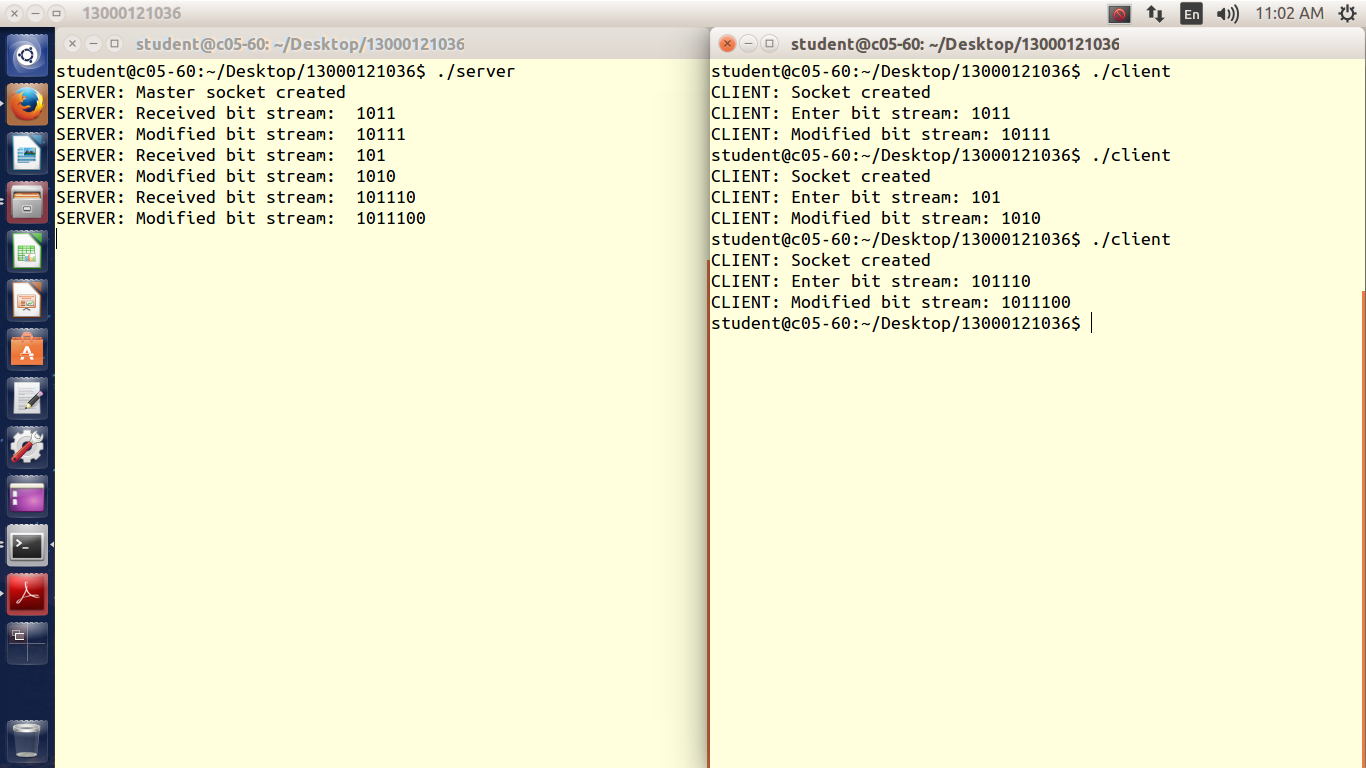 13000121036
En
11:02 AM
student@c05-60: ~/Desktop/13000121036
student@c05-60:~/Desktop/13000121036$ ./server
SERVER: Master socket created
SERVER: Received bit stream:  1011
SERVER: Modified bit stream:  10111
SERVER: Received bit stream:  101
SERVER: Modified bit stream:  1010
SERVER: Received bit stream:  101110
SERVER: Modified bit stream:  1011100
student@c05-60: ~/Desktop/13000121036
student@c05-60:~/Desktop/13000121036$ ./client
CLIENT: Socket created
CLIENT: Enter bit stream: 1011
CLIENT: Modified bit stream: 10111
student@c05-60:~/Desktop/13000121036$ ./client
CLIENT: Socket created
CLIENT: Enter bit stream: 101
CLIENT: Modified bit stream: 1010
student@c05-60:~/Desktop/13000121036$ ./client
CLIENT: Socket created
CLIENT: Enter bit stream: 101110
CLIENT: Modified bit stream: 1011100
student@c05-60:~/Desktop/13000121036$